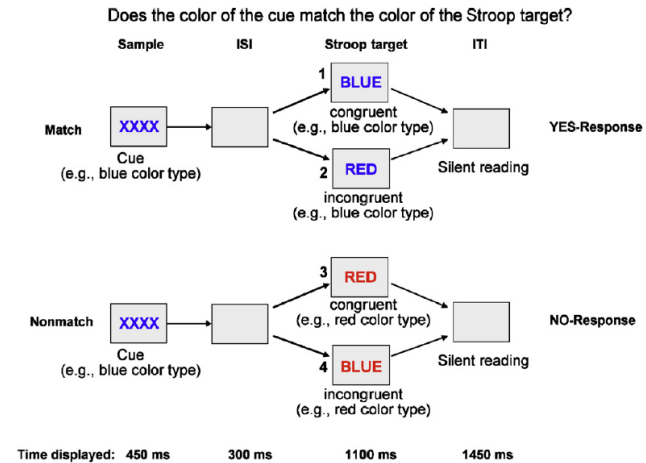 Does the color of the cue match the color of the Stroop target?
Sample ISI Stroop target ITI
1
BLUE
congruent
(e.g., blue color type)
Match XXXX YES-Response
Cue
(e.g., blue color type)
2
RED
Silent reading
incongruent
(e.g., blue color type)
3
RED
congruent
(e.g., red color type)
Nonmatch XXXX NO-Response
Cue
(e.g., blue color type)
4
BLUE
Silent reading
incongruent
(e.g., red color type)
Time displayed: 450 ms 300 ms 1100 ms 1450 ms